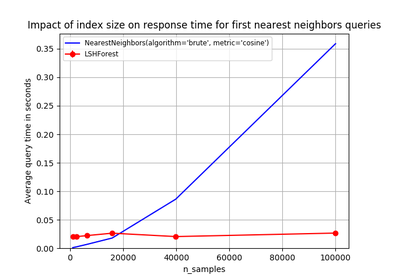 Impact of index size on response time for first nearest neighbors queries
NearestNeighbors(algorithm='brute', metric='cosine')
LSHForest
Average query time in seconds
0.35
0.30
0.25
0.20
0.15
0.10
0.05
0.00
0 20000 40000 60000 80000 100000
n_samples